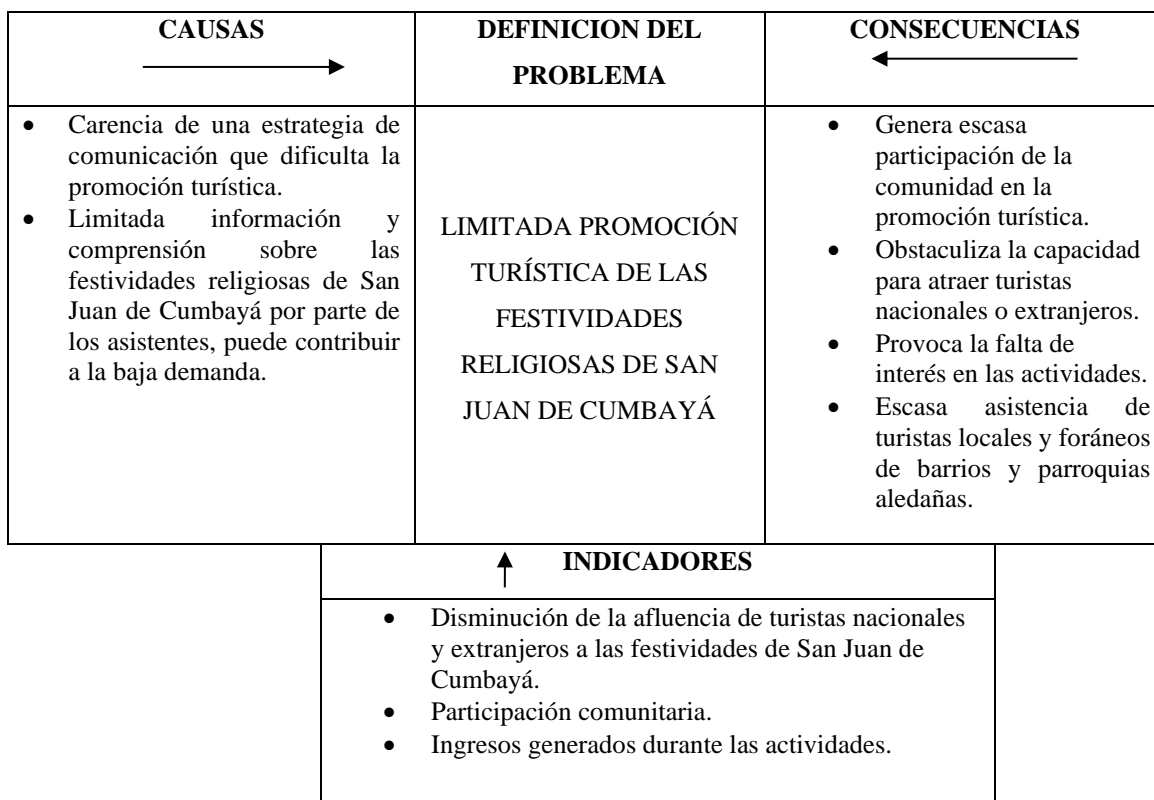 CAUSAS
DEFINICION DEL
PROBLEMA
CONSECUENCIAS
• Carencia de una estrategia de
comunicación que dificulta la
promoción turística.
• Limitada información y
comprensión sobre las
festividades religiosas de San
Juan de Cumbayá por parte de
los asistentes, puede contribuir
a la baja demanda.
LIMITADA PROMOCIÓN
TURÍSTICA DE LAS
FESTIVIDADES
RELIGIOSAS DE SAN
JUAN DE CUMBAYÁ
• Genera escasa
participación de la
comunidad en la
promoción turística.
• Obstaculiza la capacidad
para atraer turistas
nacionales o extranjeros.
• Provoca la falta de
interés en las actividades.
• Escasa asistencia de
turistas locales y foráneos
de barrios y parroquias
aledañas.
INDICADORES
• Disminución de la afluencia de turistas nacionales
y extranjeros a las festividades de San Juan de
Cumbayá.
• Participación comunitaria.
• Ingresos generados durante las actividades.